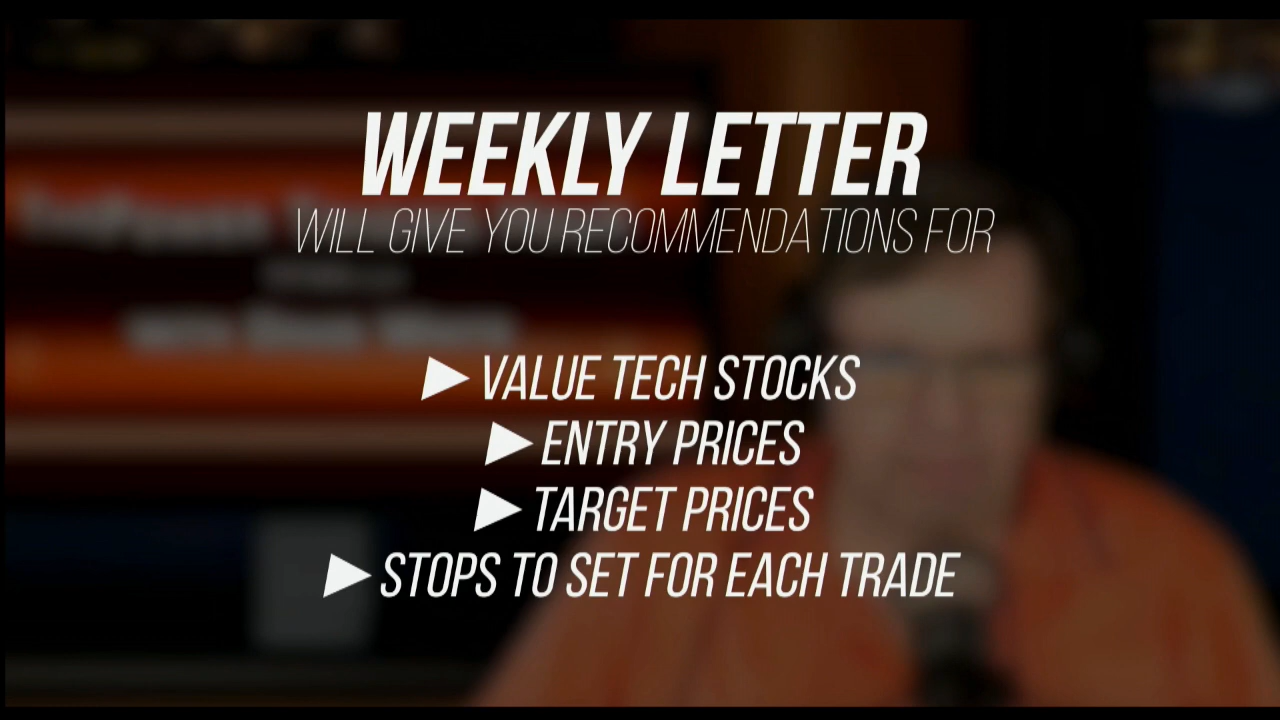 WEEKLY LETTER
WILL GIVE YOU RECOMMENDATIONS FOR
► VALUE TECH STOCKS
► ENTRY PRICES
► TARGET PRICES
► STOPS TO SET FOR EACH TRADE